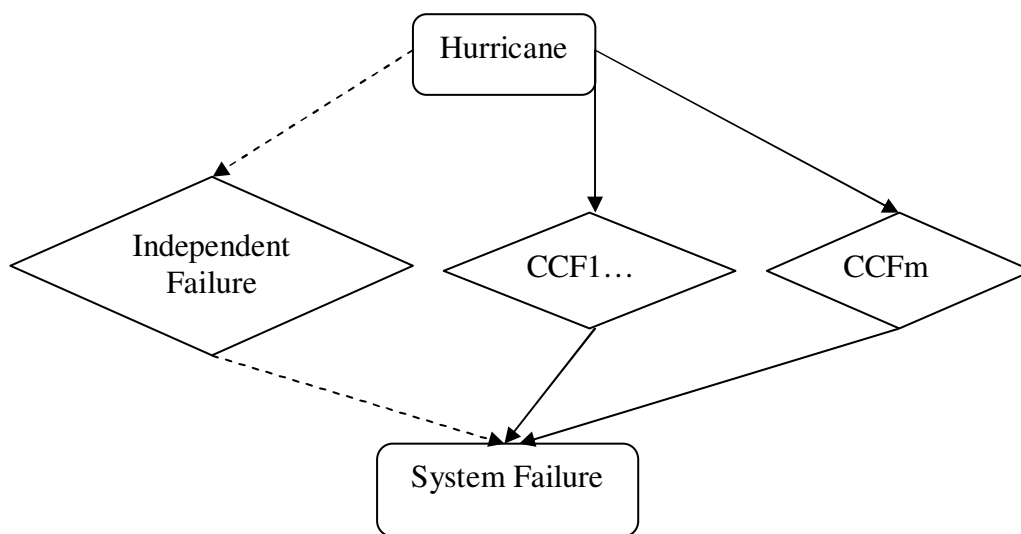 Hurricane
Independent
Failure
CCF1…
CCFm
System Failure